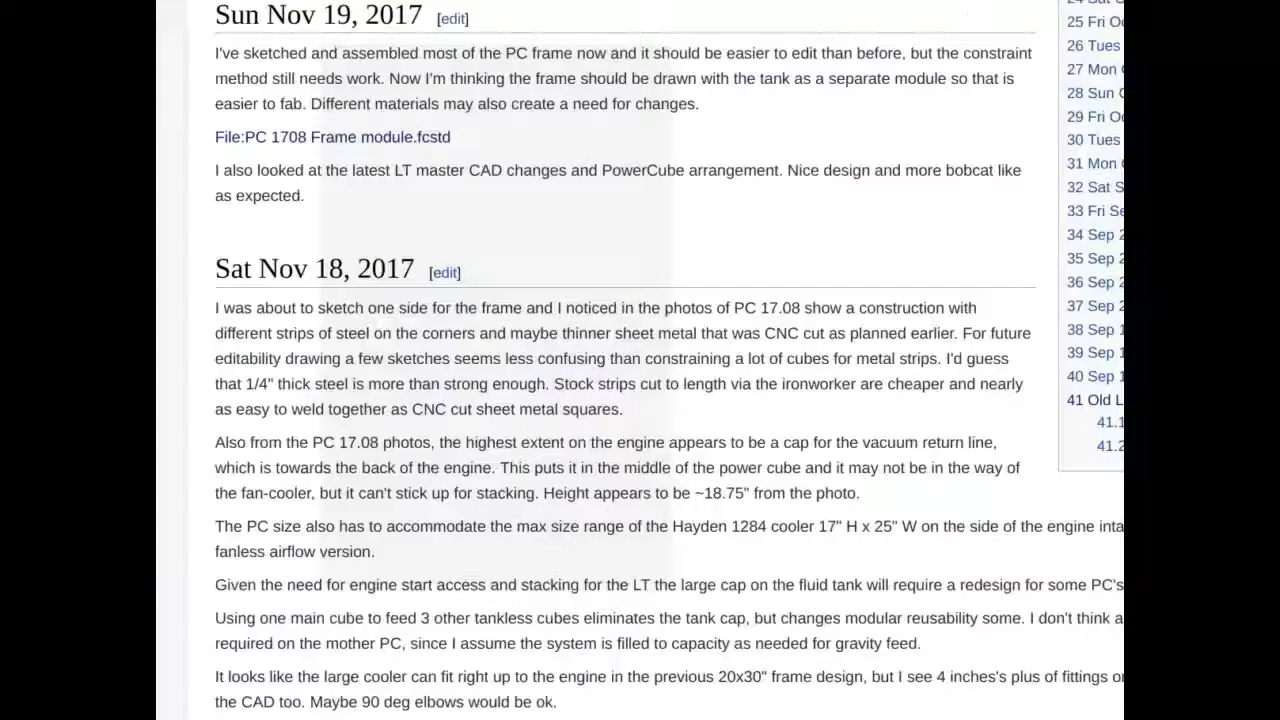 Sun Nov 19, 2017 [edit]
I've sketched and assembled most of the PC frame now and it should be easier to edit than before, but the constraint
method still needs work. Now I'm thinking the frame should be drawn with the tank as a separate module so that is
easier to fab. Different materials may also create a need for changes.
File:PC 1708 Frame module.fcstd
I also looked at the latest LT master CAD changes and PowerCube arrangement. Nice design and more bobcat like
as expected.
Sat Nov 18, 2017 [edit]
I was about to sketch one side for the frame and I noticed in the photos of PC 17.08 show a construction with
different strips of steel on the corners and maybe thinner sheet metal that was CNC cut as planned earlier. For future
editability drawing a few sketches seems less confusing than constraining a lot of cubes for metal strips. I'd guess
that 1/4" thick steel is more than strong enough. Stock strips cut to length via the ironworker are cheaper and nearly
as easy to weld together as CNC cut sheet metal squares.
Also from the PC 17.08 photos, the highest extent on the engine appears to be a cap for the vacuum return line,
which is towards the back of the engine. This puts it in the middle of the power cube and it may not be in the way of
the fan-cooler, but it can't stick up for stacking. Height appears to be ~18.75" from the photo.
The PC size also has to accommodate the max size range of the Hayden 1284 cooler 17" H x 25" W on the side of the engine inta
fanless airflow version.
Given the need for engine start access and stacking for the LT the large cap on the fluid tank will require a redesign for some PC's
Using one main cube to feed 3 other tankless cubes eliminates the tank cap, but changes modular reusability some. I don't think a
required on the mother PC, since I assume the system is filled to capacity as needed for gravity feed.
It looks like the large cooler can fit right up to the engine in the previous 20x30" frame design, but I see 4 inches's plus of fittings
the CAD too. Maybe 90 deg elbows would be ok.
25 Fri O
26 Tues
27 Mon
28 Sun
29 Fri O
30 Tues
31 Mon
32 Sat S
33 Fri Se
34 Sep 2
35 Sep 2
36 Sep 2
37 Sep 2
38 Sep 1
39 Sep 1
40 Sep 1
41 Old L
41.1
41.2